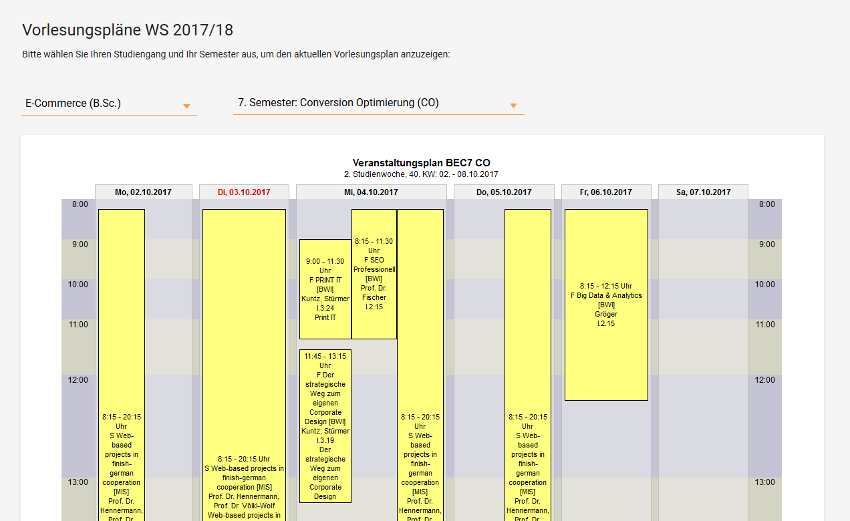 Vorlesungspläne WS 2017/18
Bitte wählen Sie Ihren Studiengang und Ihr Semester aus, um den aktuellen Vorlesungsplan anzuzeigen:
E-Commerce (B.Sc.)
7. Semester: Conversion Optimierung (CO)
Veranstaltungsplan BEC7 CO
2. Studienwoche, 40. KW: 02. - 08.10.2017
Mo, 02.10.2017
Di, 03.10.2017
Mi, 04.10.2017
Do, 05.10.2017
Fr, 06.10.2017
Sa, 07.10.2017
8:00
9:00
10:00
11:00
12:00
13:00
8:15 - 20:15
Uhr
S Web-
based
projects in
finish-
german
cooperation
[MIS]
Prof. Dr.
Hennermann,
Prof. Dr.
8:15 - 20:15 Uhr
S Web-based projects in
finish-german
cooperation [MIS]
Prof. Dr. Hennermann,
Prof. Dr. Völkl-Wolf
Web-based projects in
9:00 - 11:30
Uhr
F PRINT IT
[BWI]
Kuntz, Stürmer
I.3.24
Print IT
11:45 - 13:15
Uhr
F Der
strategische
Weg zum
eigenen
Corporate
Design [BWI]
Kuntz, Stürmer
I.3.19
Der
strategische
Weg zum
eigenen
Corporate
Design
8:15 - 11:30
Uhr
F SEO
Professionell
[BWI]
Prof. Dr.
Fischer
I.2.15
8:15 - 20:15
Uhr
S Web-
based
projects in
finish-
german
cooperation
[MIS]
Prof. Dr.
Hennermann,
Prof. Dr.
8:15 - 20:15
Uhr
S Web-
based
projects in
finish-
german
cooperation
[MIS]
Prof. Dr.
Hennermann,
Prof. Dr.
8:15 - 12:15 Uhr
F Big Data & Analytics
[BWI]
Gröger
I.2.15
8:00
9:00
10:00
11:00
12:00
13:00